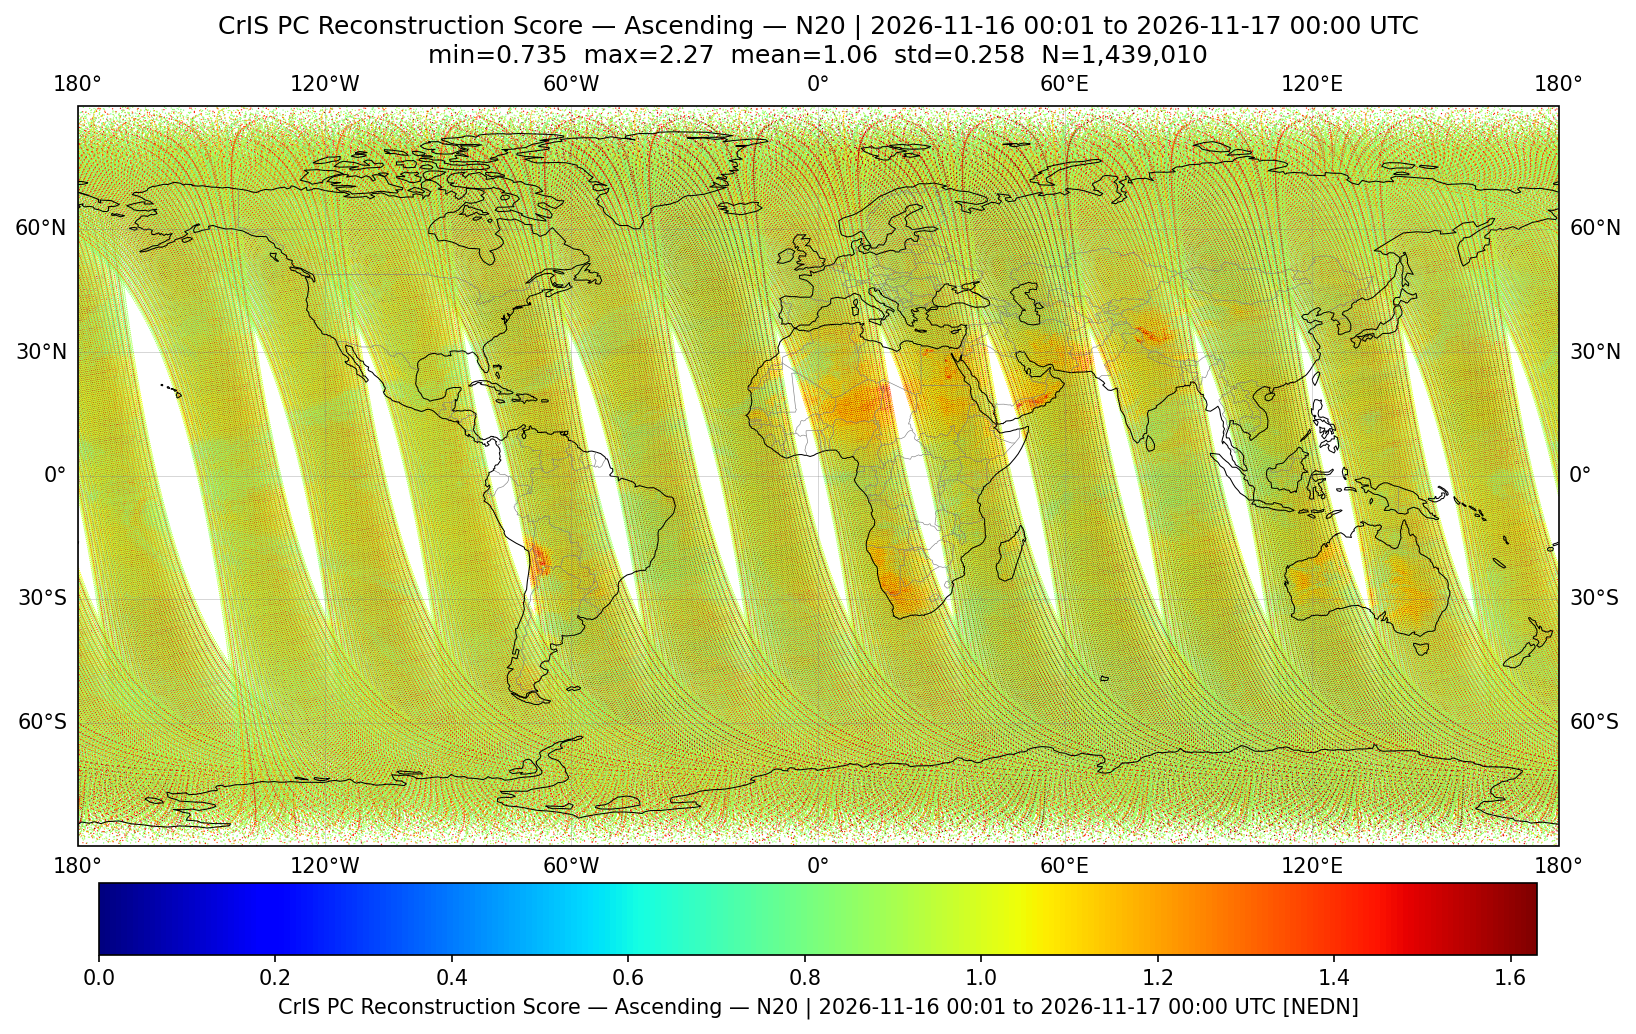 CrIS PC Reconstruction Score — Ascending — N20 | 2026-11-16 00:01 to 2026-11-17 00:00 UTC
min=0.735 max=2.27 mean=1.06 std=0.258 N=1,439,010
180° 120°W 60°W 0° 60°E 120°E 180°
60°N 60°N
30°N 30°N
0° 0°
30°S 30°S
60°S 60°S
180° 120°W 60°W 0° 60°E 120°E 180°
0.0 0.2 0.4 0.6 0.8 1.0 1.2 1.4 1.6
CrIS PC Reconstruction Score — Ascending — N20 | 2026-11-16 00:01 to 2026-11-17 00:00 UTC [NEDN]